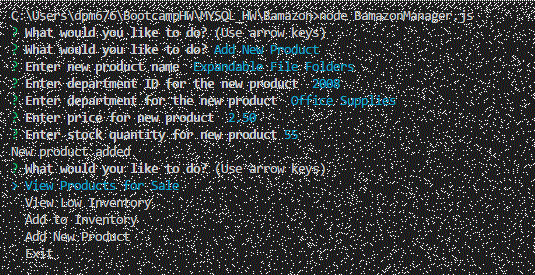 C:\Users\dpm676\BootcampHW\MYSQL_HW\Bamazon>node BamazonManager.js
? What would you like to do? (Use arrow keys)
? What would you like to do? Add New Product
? Enter new product name Expandable File Folders
? Enter department ID for the new product 2000
? Enter department for the new product Office Supplies
? Enter price for new product 2.50
? Enter stock quantity for new product 35
New product added
? What would you like to do? (Use arrow keys)
> View Products for Sale
View Low Inventory
Add to Inventory
Add New Product
Exit